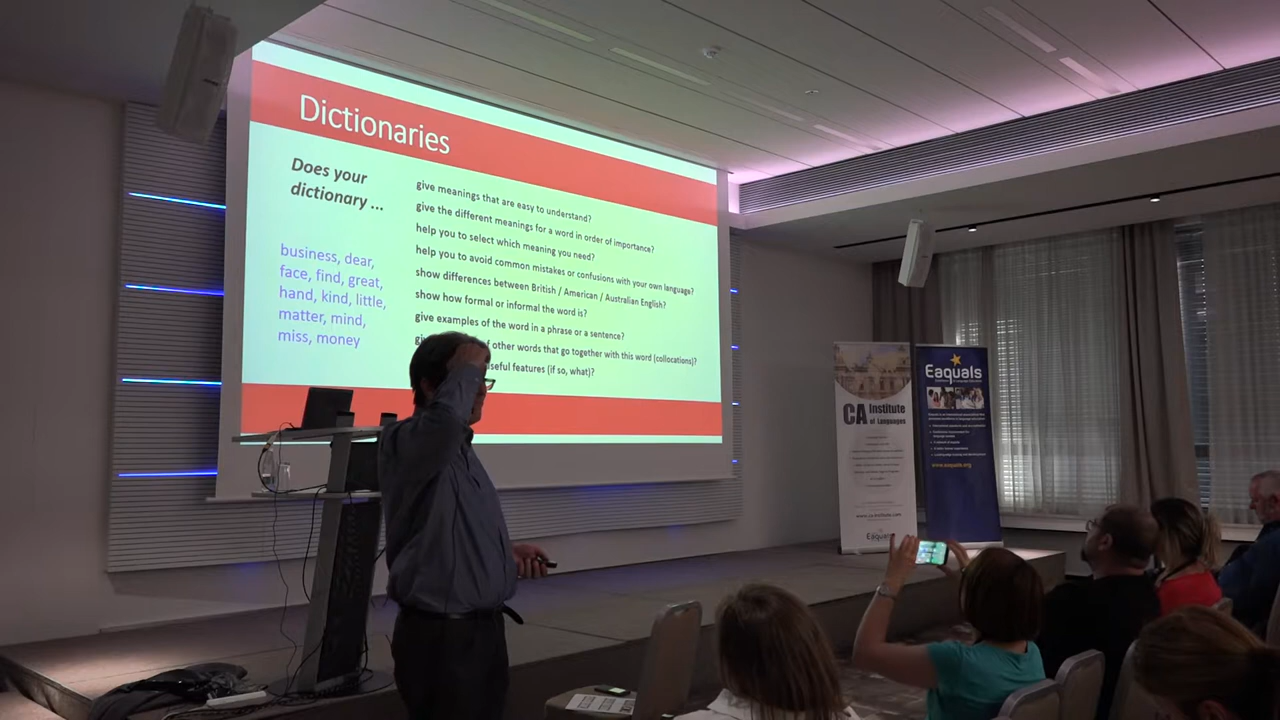 Dictionaries
Does your
dictionary ...
business, dear,
face, find, great,
hand, kind, little,
matter, mind,
miss, money
give meanings that are easy to understand?
give the different meanings for a word in order of importance?
help you to select which meaning you need?
help you to avoid common mistakes or confusions with your own language?
show differences between British / American / Australian English?
show how formal or informal the word is?
give examples of the word in a phrase or a sentence?
of other words that go together with this word (collocations)?
useful features (if so, what)?
CA Institute
of Languages
Eaquals
Eaquals
www.eaquals.org